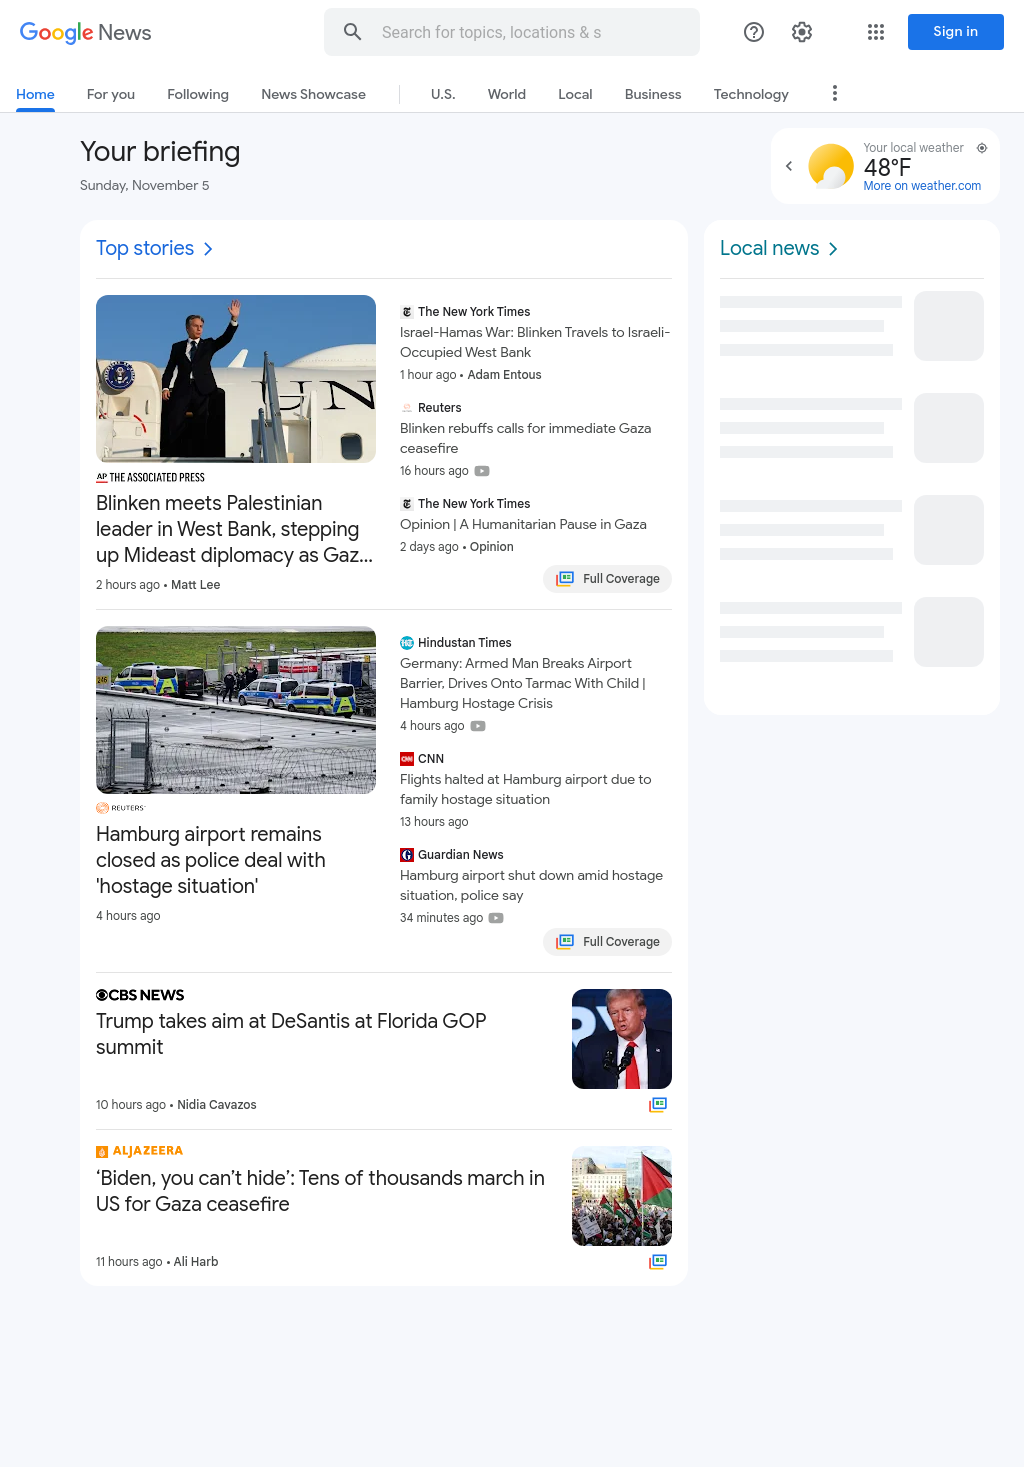 Google News
Search for topics, locations & s
Sign in
Home
For you
Following
News Showcase
U.S.
World
Local
Business
Technology
Your briefing
Sunday, November 5
Your local weather
48°F
More on weather.com
Top stories
UN
THE ASSOCIATED PRESS
AP
Blinken meets Palestinian
leader in West Bank, stepping
up Mideast diplomacy as Gaz...
2 hours ago • Matt Lee
The New York Times
Israel-Hamas War: Blinken Travels to Israeli-
Occupied West Bank
1 hour ago • Adam Entous
Reuters
Blinken rebuffs calls for immediate Gaza
ceasefire
16 hours ago
The New York Times
Opinion | A Humanitarian Pause in Gaza
2 days ago • Opinion
Full Coverage
246
REUTERS
Hamburg airport remains
closed as police deal with
'hostage situation'
4 hours ago
HT
Hindustan Times
Germany: Armed Man Breaks Airport
Barrier, Drives Onto Tarmac With Child |
Hamburg Hostage Crisis
4 hours ago
CNN
CNN
Flights halted at Hamburg airport due to
family hostage situation
13 hours ago
G
Guardian News
Hamburg airport shut down amid hostage
situation, police say
34 minutes ago
Full Coverage
CBS NEWS
Trump takes aim at DeSantis at Florida GOP
summit
10 hours ago • Nidia Cavazos
ALJAZEERA
‘Biden, you can’t hide’: Tens of thousands march in
US for Gaza ceasefire
11 hours ago • Ali Harb
Local news